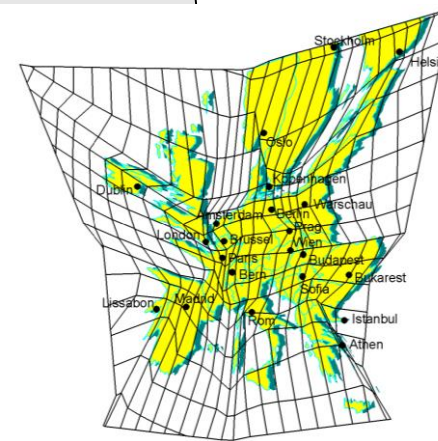 Stockholm
Helsi
Oslo
Kopenhagen
Dublin
Warschau
Berlin
Amsterdam
Prag
London
Brüssel
Wien
Paris
Budapest
Bern
Bukarest
Sofia
Lissabon
Madrid
Rom
Istanbul
Athen